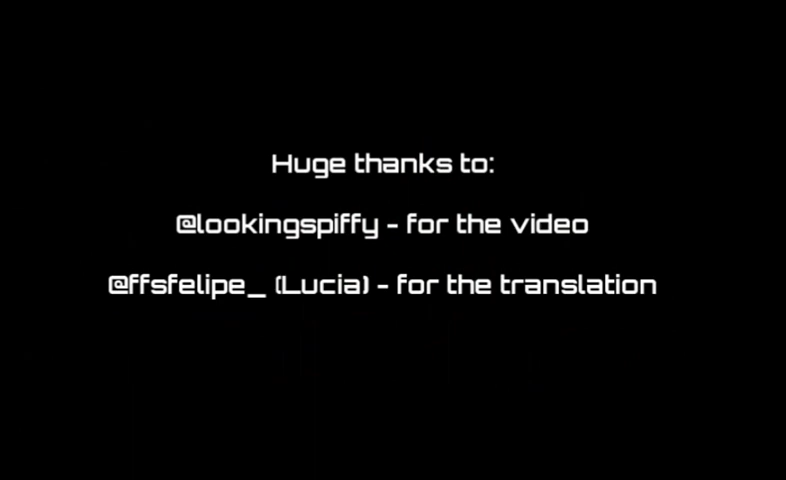 Huge thanks to:
@lookingspiffy - for the video
@ffsfelipe_ (Lucia) - for the translation